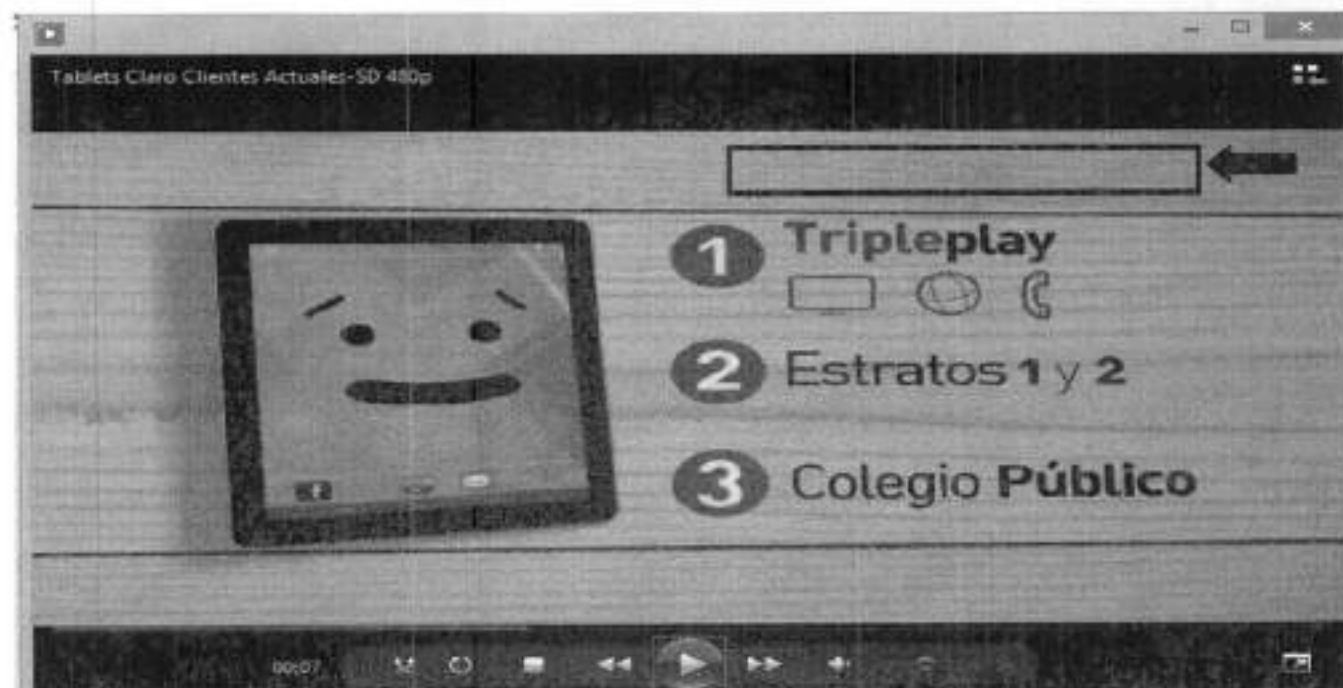 Tablets Claro Clientes Actuales-SD 480p
1 Tripleplay
2 Estratos 1 y 2
3 Colegio Público
00:07